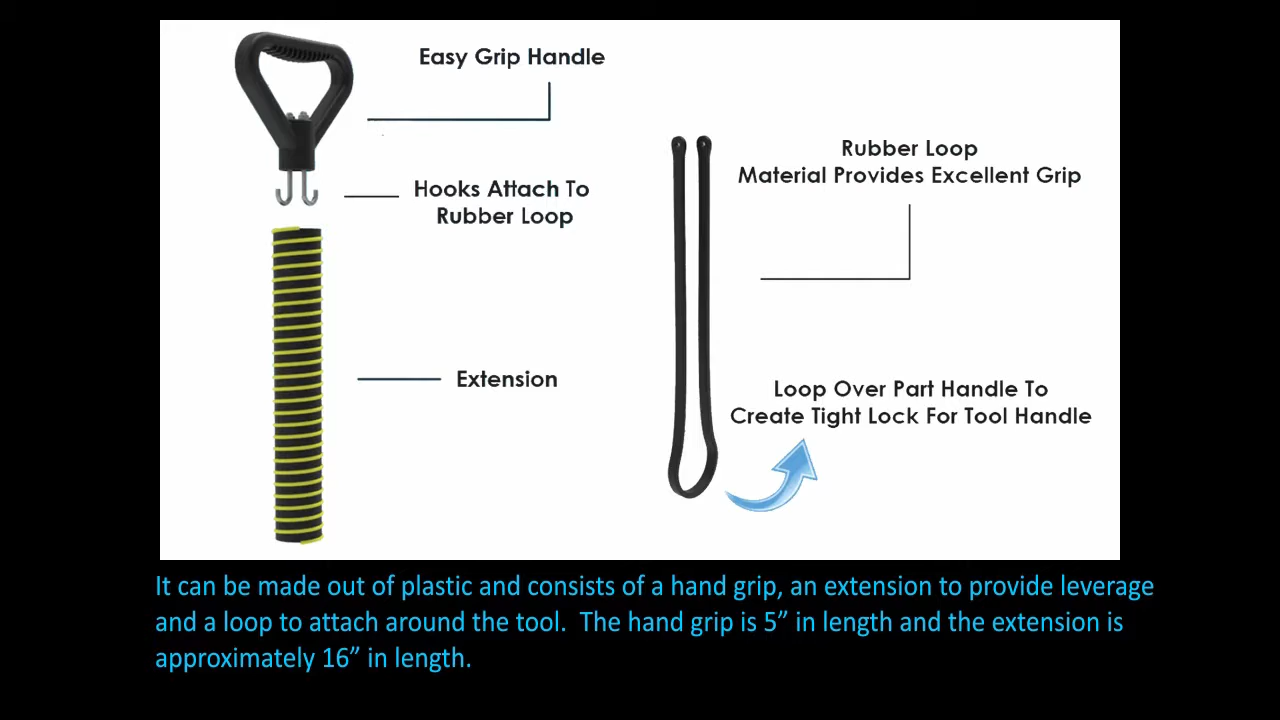 Easy Grip Handle
Hooks Attach To
Rubber Loop
Extension
Rubber Loop
Material Provides Excellent Grip
Loop Over Part Handle To
Create Tight Lock For Tool Handle
It can be made out of plastic and consists of a hand grip, an extension to provide leverage
and a loop to attach around the tool.  The hand grip is 5” in length and the extension is
approximately 16” in length.